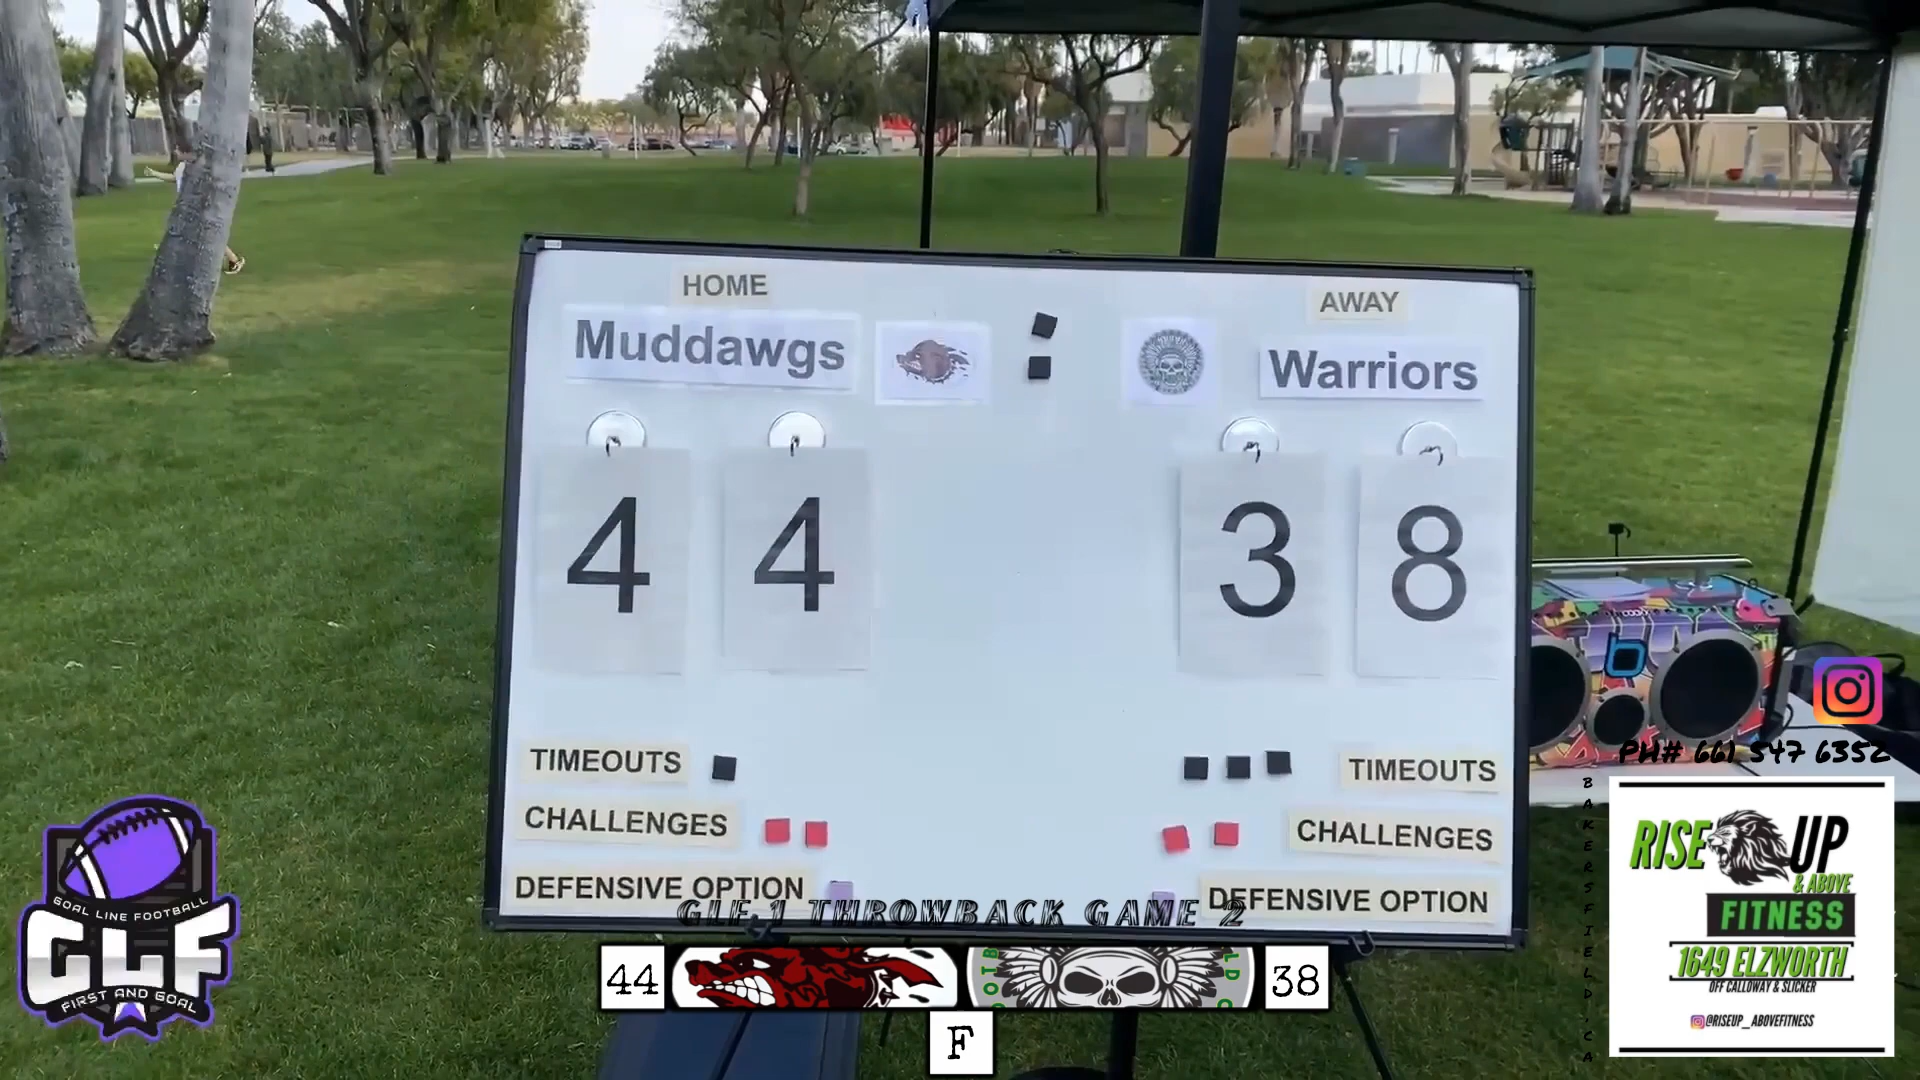 HOME
AWAY
Muddawgs
Warriors
4 4
3 8
TIMEOUTS
TIMEOUTS
CHALLENGES
CHALLENGES
DEFENSIVE OPTION
DEFENSIVE OPTION
GLF 1 THROWBACK GAME 2
44
38
F
GOAL LINE FOOTBALL
GLF
FIRST AND GOAL
PH# 661 547 6352
BAKERSFIELD, CA
RISE UP
& ABOVE
FITNESS
1649 ELZWORTH
OFF CALLOWAY & SLICKER
@RISEUP_ABOVEFITNESS
b